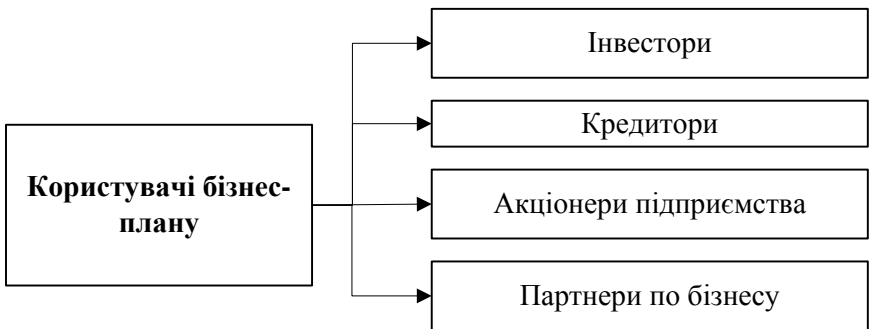 Інвестори
Кредитори
Користувачі бізнес-
плану
Акціонери підприємства
Партнери по бізнесу